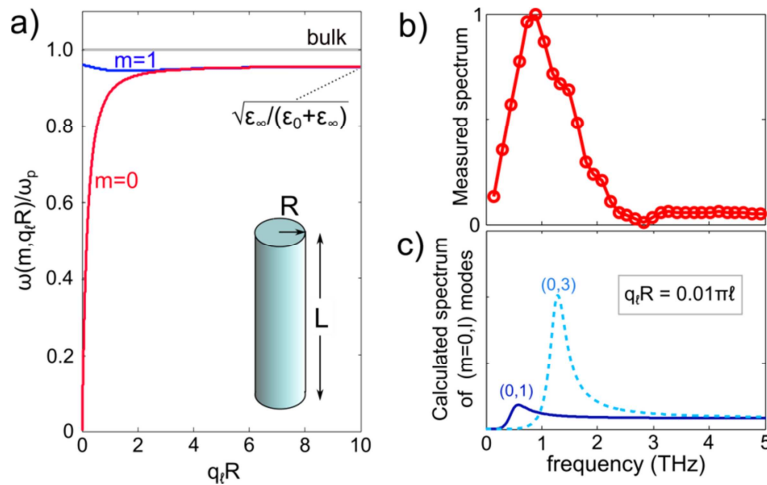 a)
ω(m,qₗR)/ωₚ
1.0
0.8
0.6
0.4
0.2
0
bulk
m=1
√ε∞/(ε₀+ε∞)
m=0
R
L
0
2
4
6
8
10
qₗR
b)
Measured spectrum
1
0
c)
Calculated spectrum
of (m=0,l) modes
(0,3)
qₗR = 0.01πℓ
(0,1)
0
1
2
3
4
5
frequency (THz)